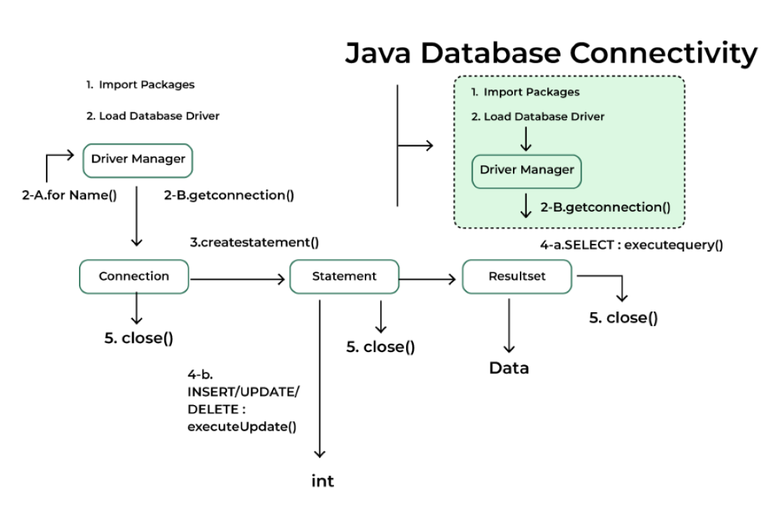 Java Database Connectivity
1. Import Packages
2. Load Database Driver
Driver Manager
2-A.for Name()
2-B.getconnection()
1. Import Packages
2. Load Database Driver
Driver Manager
2-B.getconnection()
3.createstatement()
4-a.SELECT : executequery()
Connection
Statement
Resultset
5. close()
5. close()
5. close()
Data
4-b.
INSERT/UPDATE/
DELETE :
executeUpdate()
int